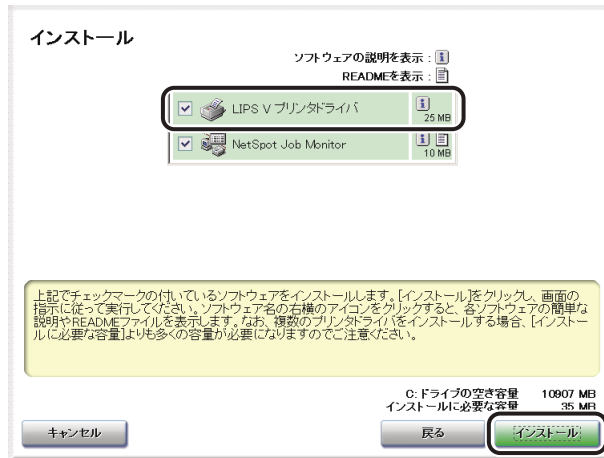 インストール
ソフトウェアの説明を表示 :
READMEを表示 :
LIPS V プリンタドライバ
25 MB
NetSpot Job Monitor
10 MB
上記でチェックマークの付いているソフトウェアをインストールします。[インストール]をクリックし、画面の
指示に従って実行してください。ソフトウェア名の右横のアイコンをクリックすると、各ソフトウェアの簡単な
説明やREADMEファイルを表示します。なお、複数のプリンタドライバをインストールする場合、[インストー
ルに必要な容量]よりも多くの容量が必要になりますのでご注意ください。
C:ドライブの空き容量 10907 MB
インストールに必要な容量 35 MB
キャンセル
戻る
インストール